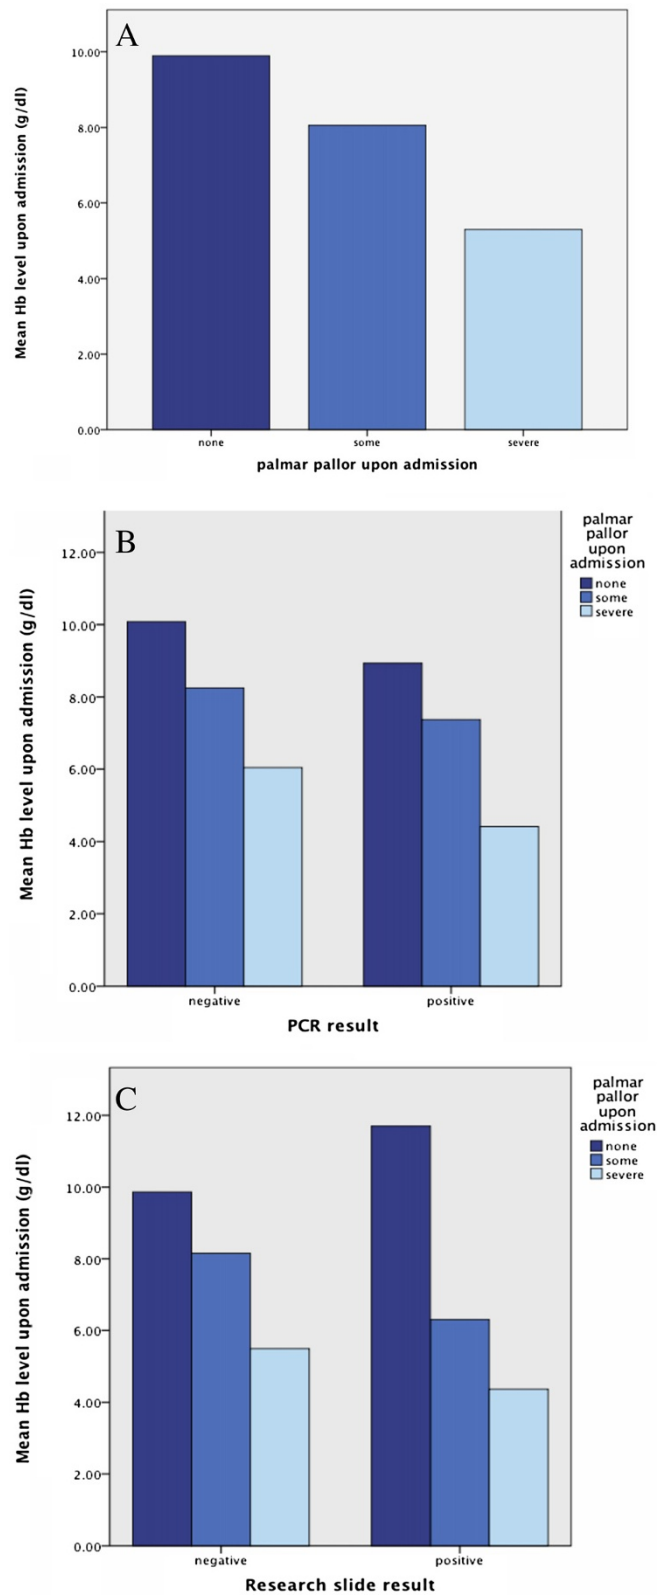 A
10.00
8.00
6.00
4.00
2.00
0.00
Mean Hb level upon admission (g/dl)
none some severe
palmar pallor upon admission
B
12.00
10.00
8.00
6.00
4.00
2.00
0.00
Mean Hb level upon admission (g/dl)
palmar
pallor
upon
admission
none
some
severe
negative positive
PCR result
C
12.00
10.00
8.00
6.00
4.00
2.00
0.00
Mean Hb level upon admission (g/dl)
palmar
pallor
upon
admission
none
some
severe
negative positive
Research slide result